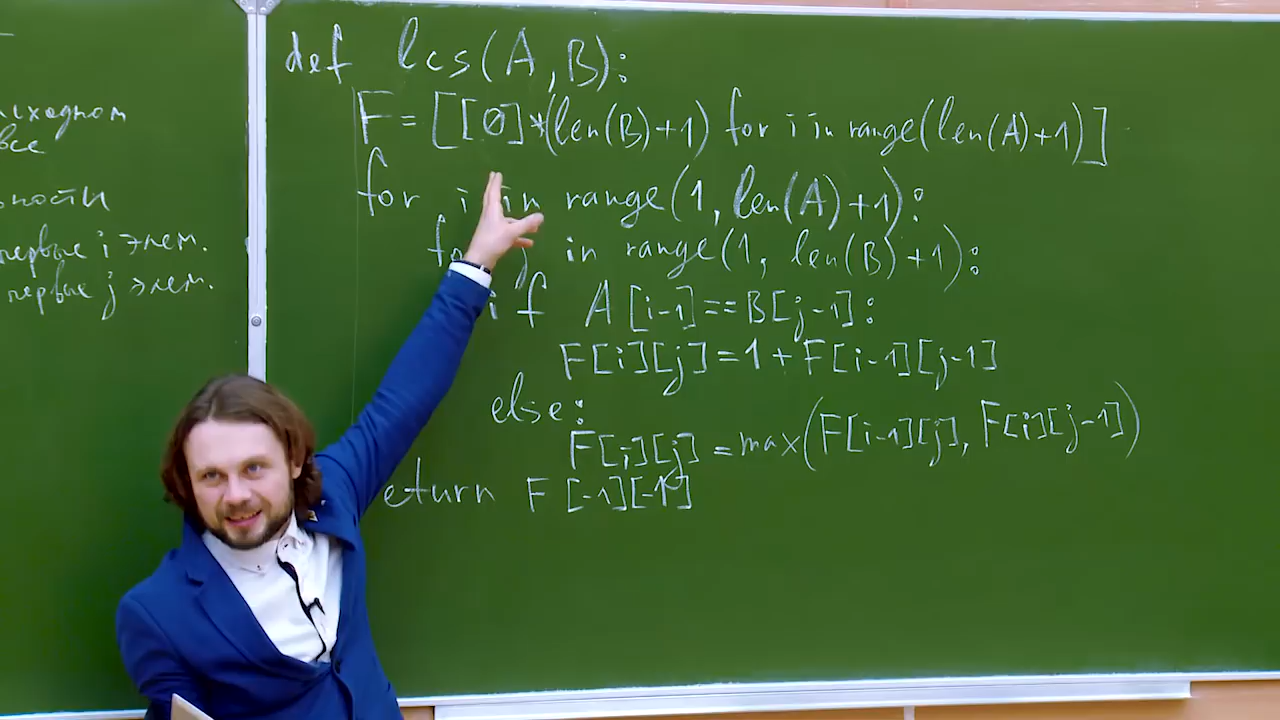 все
первые i элем.
первые j элем.
def lcs(A, B):
F = [[0]*(len(B)+1) for i in range(len(A)+1)]
for i in range(1, len(A)+1):
in range(1, len(B)+1):
if A[i-1]==B[j-1]:
F[i][j]=1+F[i-1][j-1]
else:
F[i][j]=max(F[i-1][j], F[i][j-1])
eturn F[-1][-1]